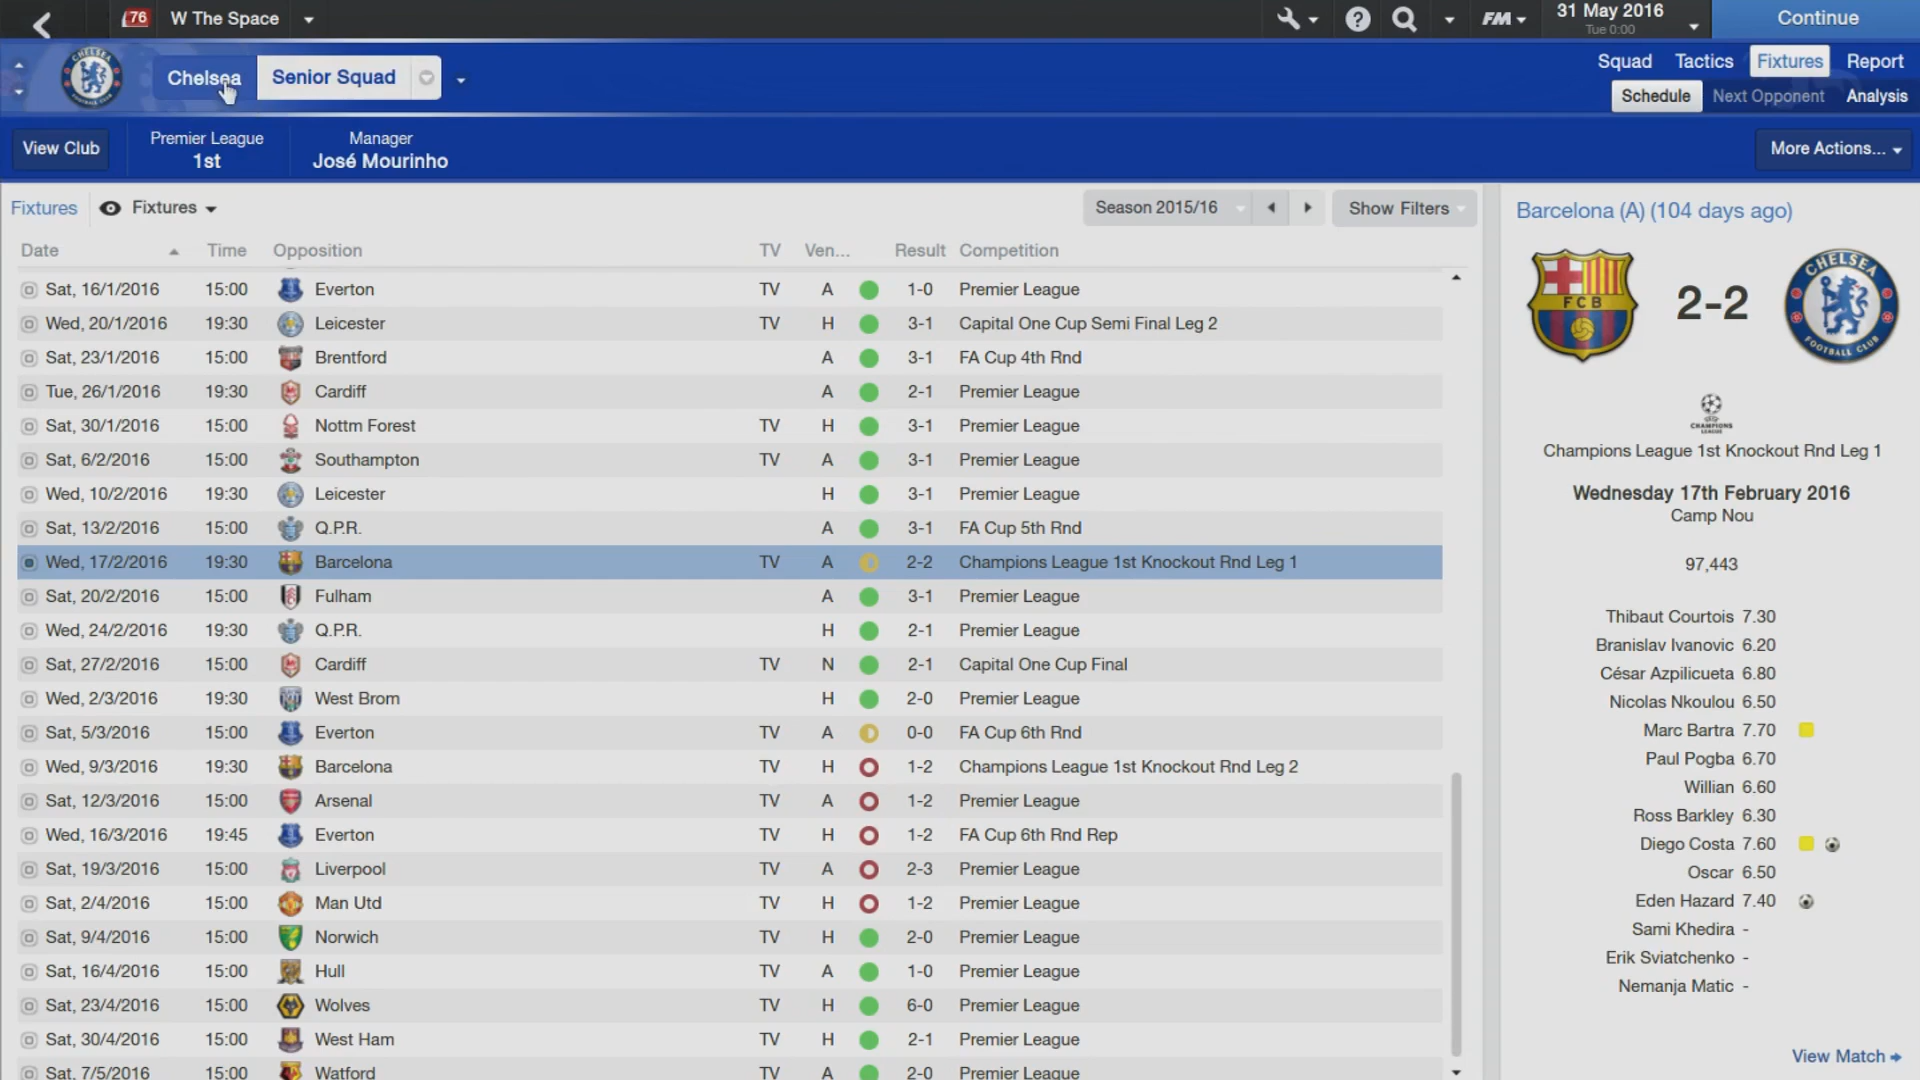 76 W The Space
FM
31 May 2016
Tue 0:00
Continue
Chelsea Senior Squad
Squad Tactics Fixtures Report
Schedule Next Opponent Analysis
View Club
Premier League
1st
Manager
José Mourinho
More Actions...
Fixtures Fixtures
Season 2015/16 Show Filters
Date Time Opposition TV Ven... Result Competition
Sat, 16/1/2016 15:00 Everton TV A 1-0 Premier League
Wed, 20/1/2016 19:30 Leicester TV H 3-1 Capital One Cup Semi Final Leg 2
Sat, 23/1/2016 15:00 Brentford A 3-1 FA Cup 4th Rnd
Tue, 26/1/2016 19:30 Cardiff A 2-1 Premier League
Sat, 30/1/2016 15:00 Nottm Forest TV H 3-1 Premier League
Sat, 6/2/2016 15:00 Southampton TV A 3-1 Premier League
Wed, 10/2/2016 19:30 Leicester H 3-1 Premier League
Sat, 13/2/2016 15:00 Q.P.R. A 3-1 FA Cup 5th Rnd
Wed, 17/2/2016 19:30 Barcelona TV A 2-2 Champions League 1st Knockout Rnd Leg 1
Sat, 20/2/2016 15:00 Fulham A 3-1 Premier League
Wed, 24/2/2016 19:30 Q.P.R. H 2-1 Premier League
Sat, 27/2/2016 15:00 Cardiff TV N 2-1 Capital One Cup Final
Wed, 2/3/2016 19:30 West Brom H 2-0 Premier League
Sat, 5/3/2016 15:00 Everton TV A 0-0 FA Cup 6th Rnd
Wed, 9/3/2016 19:30 Barcelona TV H 1-2 Champions League 1st Knockout Rnd Leg 2
Sat, 12/3/2016 15:00 Arsenal TV A 1-2 Premier League
Wed, 16/3/2016 19:45 Everton TV H 1-2 FA Cup 6th Rnd Rep
Sat, 19/3/2016 15:00 Liverpool TV A 2-3 Premier League
Sat, 2/4/2016 15:00 Man Utd TV H 1-2 Premier League
Sat, 9/4/2016 15:00 Norwich TV H 2-0 Premier League
Sat, 16/4/2016 15:00 Hull TV A 1-0 Premier League
Sat, 23/4/2016 15:00 Wolves TV H 6-0 Premier League
Sat, 30/4/2016 15:00 West Ham TV H 2-1 Premier League
Sat, 7/5/2016 15:00 Watford TV A 2-0 Premier League
Barcelona (A) (104 days ago)
FCB
2-2
CHELSEA
FOOTBALL CLUB
CHAMPIONS
LEAGUE
Champions League 1st Knockout Rnd Leg 1
Wednesday 17th February 2016
Camp Nou
97,443
Thibaut Courtois 7.30
Branislav Ivanovic 6.20
César Azpilicueta 6.80
Nicolas Nkoulou 6.50
Marc Bartra 7.70
Paul Pogba 6.70
Willian 6.60
Ross Barkley 6.30
Diego Costa 7.60
Oscar 6.50
Eden Hazard 7.40
Sami Khedira -
Erik Sviatchenko -
Nemanja Matic -
View Match